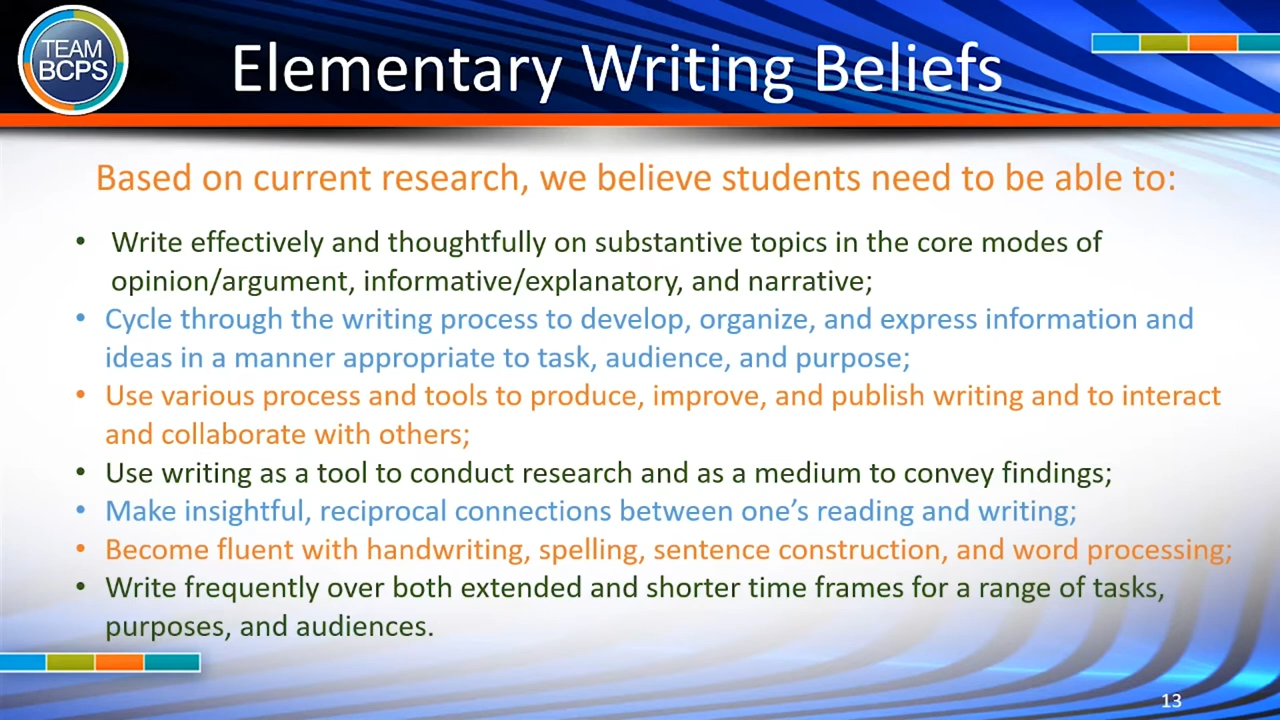 TEAM
BCPS
Elementary Writing Beliefs
Based on current research, we believe students need to be able to:
• Write effectively and thoughtfully on substantive topics in the core modes of
opinion/argument, informative/explanatory, and narrative;
• Cycle through the writing process to develop, organize, and express information and
ideas in a manner appropriate to task, audience, and purpose;
• Use various process and tools to produce, improve, and publish writing and to interact
and collaborate with others;
• Use writing as a tool to conduct research and as a medium to convey findings;
• Make insightful, reciprocal connections between one’s reading and writing;
• Become fluent with handwriting, spelling, sentence construction, and word processing;
• Write frequently over both extended and shorter time frames for a range of tasks,
purposes, and audiences.
13